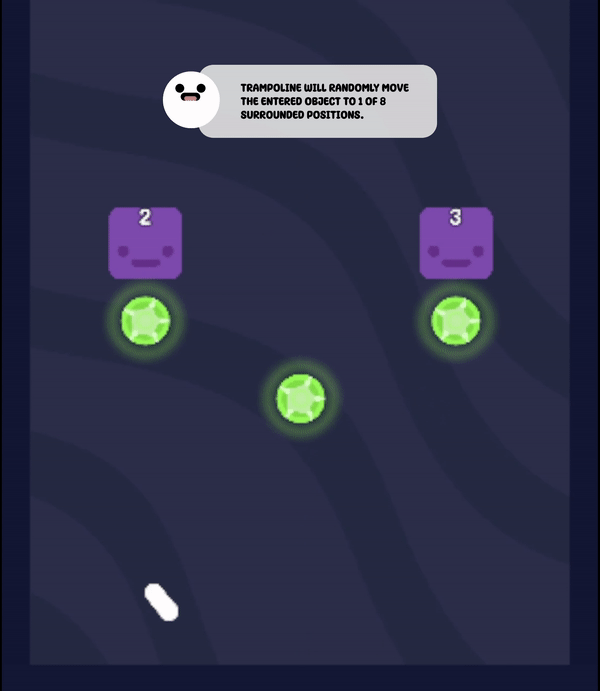 TRAMPOLINE WILL RANDOMLY MOVE
THE ENTERED OBJECT TO 1 OF 8
SURROUNDED POSITIONS.
2
3